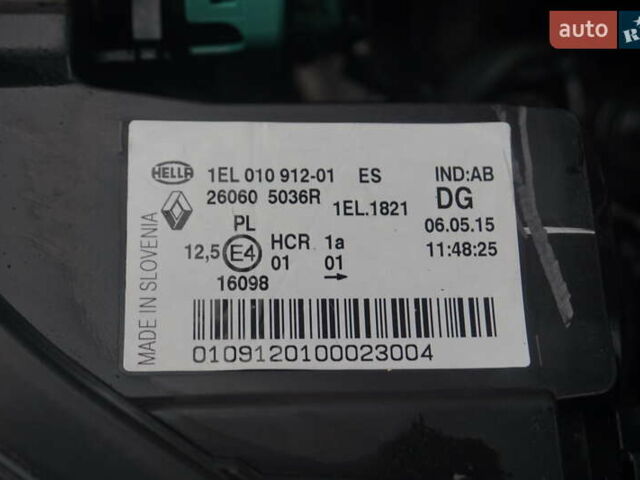 auto
R
HELLA
1EL 010 912-01 ES IND:AB
26060 5036R 1EL.1821 DG
PL 06.05.15
12,5 E4 HCR 1a 11:48:25
01 01
16098
MADE IN SLOVENIA
0109120100023004